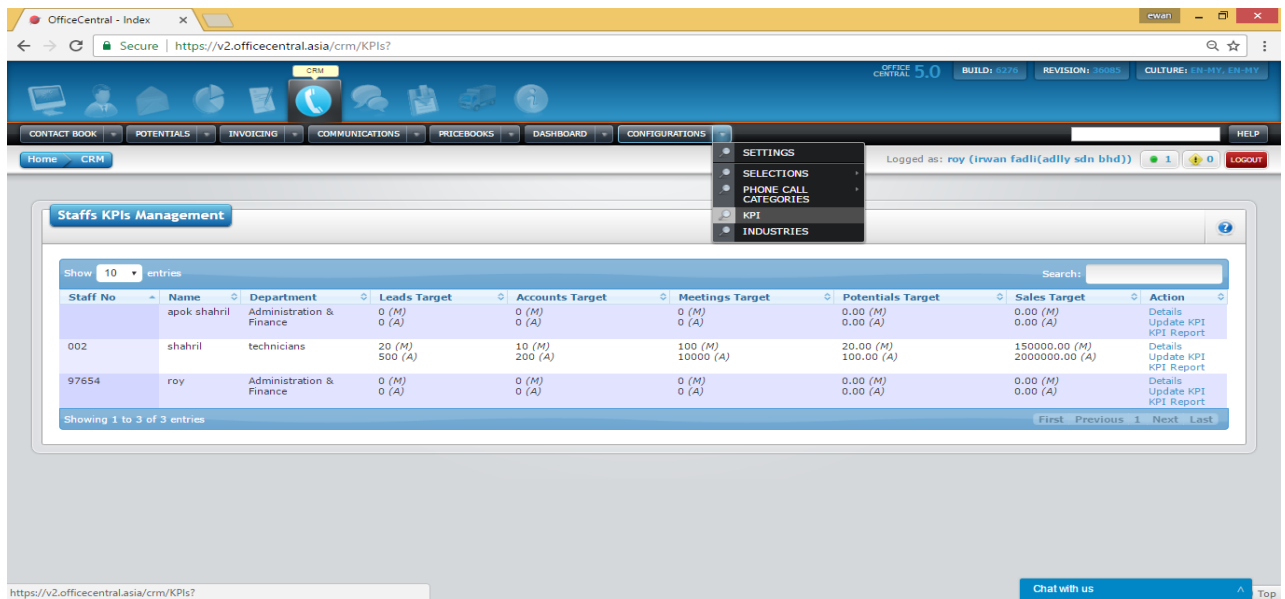 OfficeCentral - Index
ewan
Secure https://v2.officecentral.asia/crm/KPIs?
CRM
OFFICE CENTRAL 5.0 BUILD: 6276 REVISION: 36085 CULTURE: EN-MY, EN-MY
CONTACT BOOK POTENTIALS INVOICING COMMUNICATIONS PRICEBOOKS DASHBOARD CONFIGURATIONS HELP
Home CRM
Logged as: roy (irwan fadli(adlly sdn bhd)) 1 0 LOGOUT
SETTINGS
SELECTIONS
PHONE CALL
CATEGORIES
KPI
INDUSTRIES
Staffs KPIs Management
Show 10 entries Search:
Staff No Name Department Leads Target Accounts Target Meetings Target Potentials Target Sales Target Action
apok shahril Administration & 0 (M) 0 (M) 0 (M) 0.00 (M) 0.00 (M) Details
Finance 0 (A) 0 (A) 0 (A) 0.00 (A) 0.00 (A) Update KPI
KPI Report
002 shahril technicians 20 (M) 10 (M) 100 (M) 20.00 (M) 150000.00 (M) Details
500 (A) 200 (A) 10000 (A) 100.00 (A) 2000000.00 (A) Update KPI
KPI Report
97654 roy Administration & 0 (M) 0 (M) 0 (M) 0.00 (M) 0.00 (M) Details
Finance 0 (A) 0 (A) 0 (A) 0.00 (A) 0.00 (A) Update KPI
KPI Report
Showing 1 to 3 of 3 entries First Previous 1 Next Last
https://v2.officecentral.asia/crm/KPIs?
Chat with us
Top